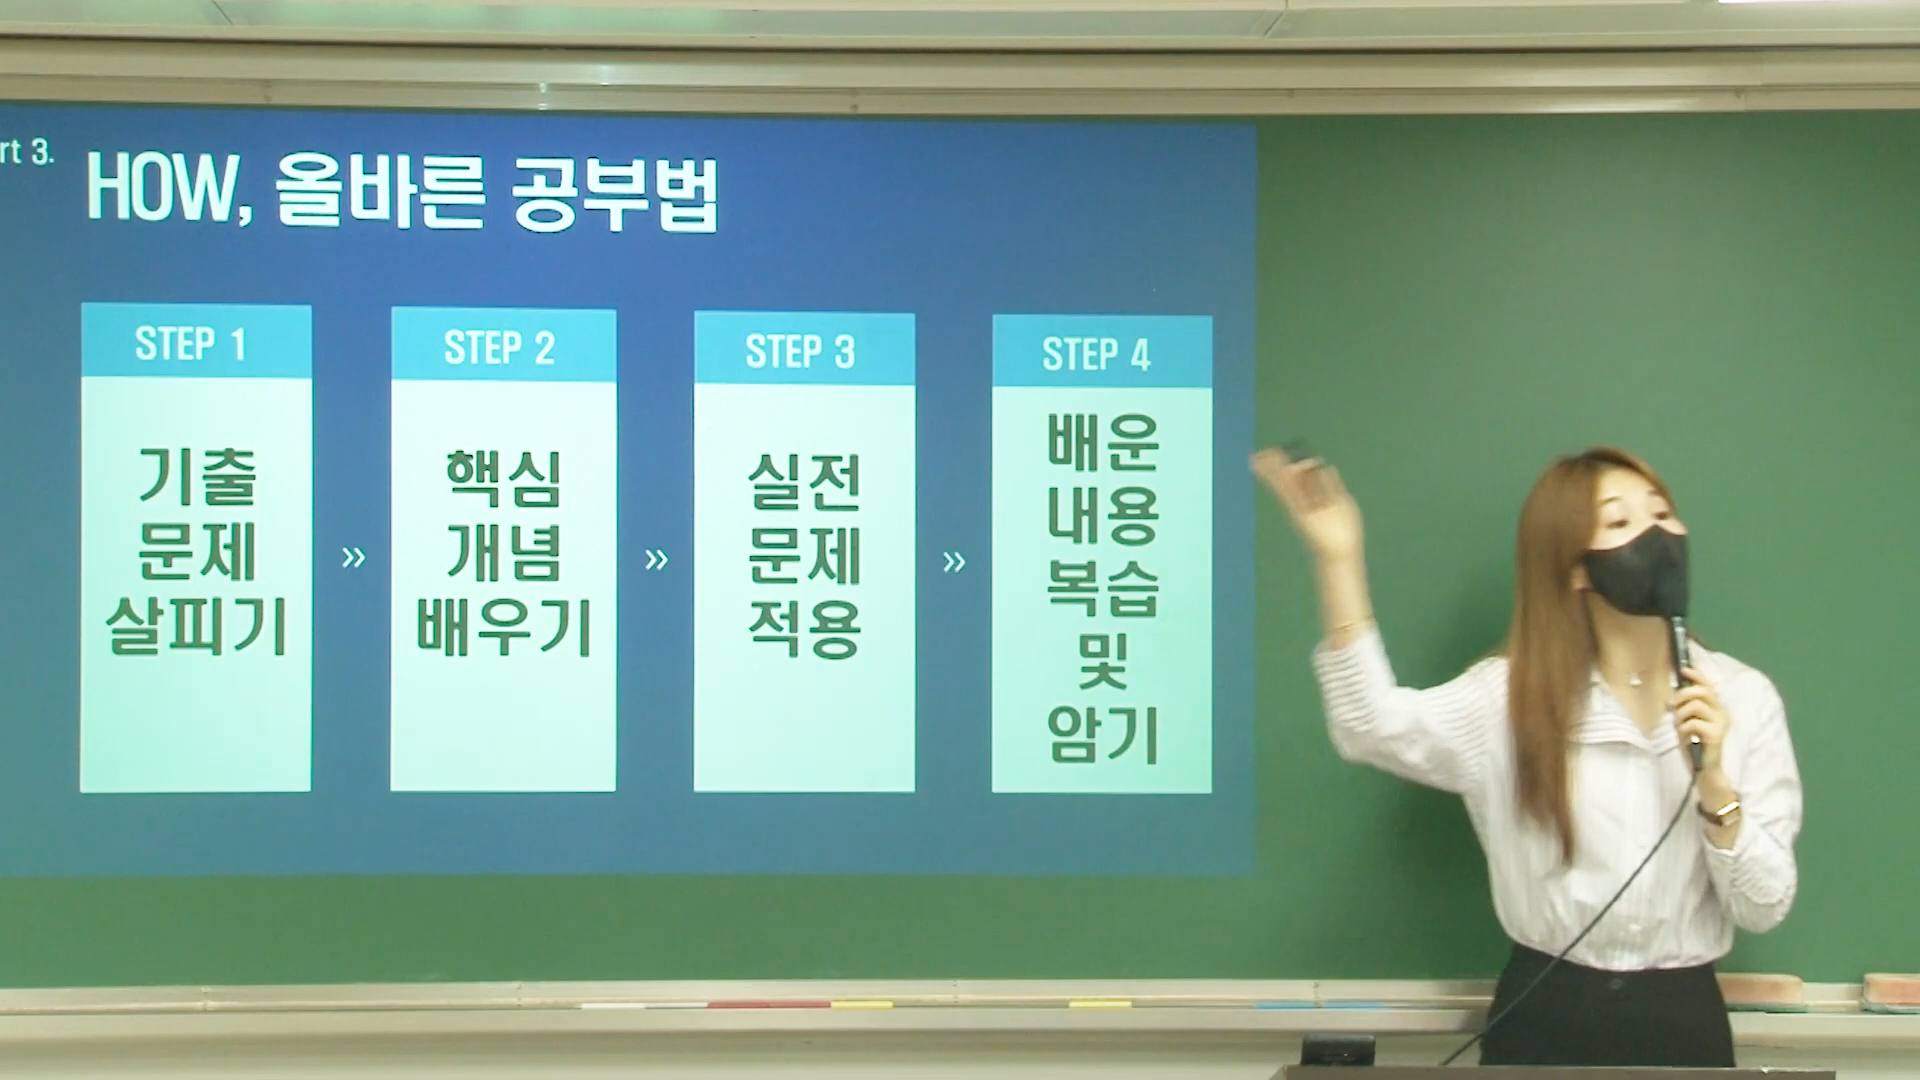 rt 3.
HOW, 올바른 공부법
STEP 1
기출
문제
살피기
»
STEP 2
핵심
개념
배우기
»
STEP 3
실전
문제
적용
»
STEP 4
배운
내용
복습
및
암기